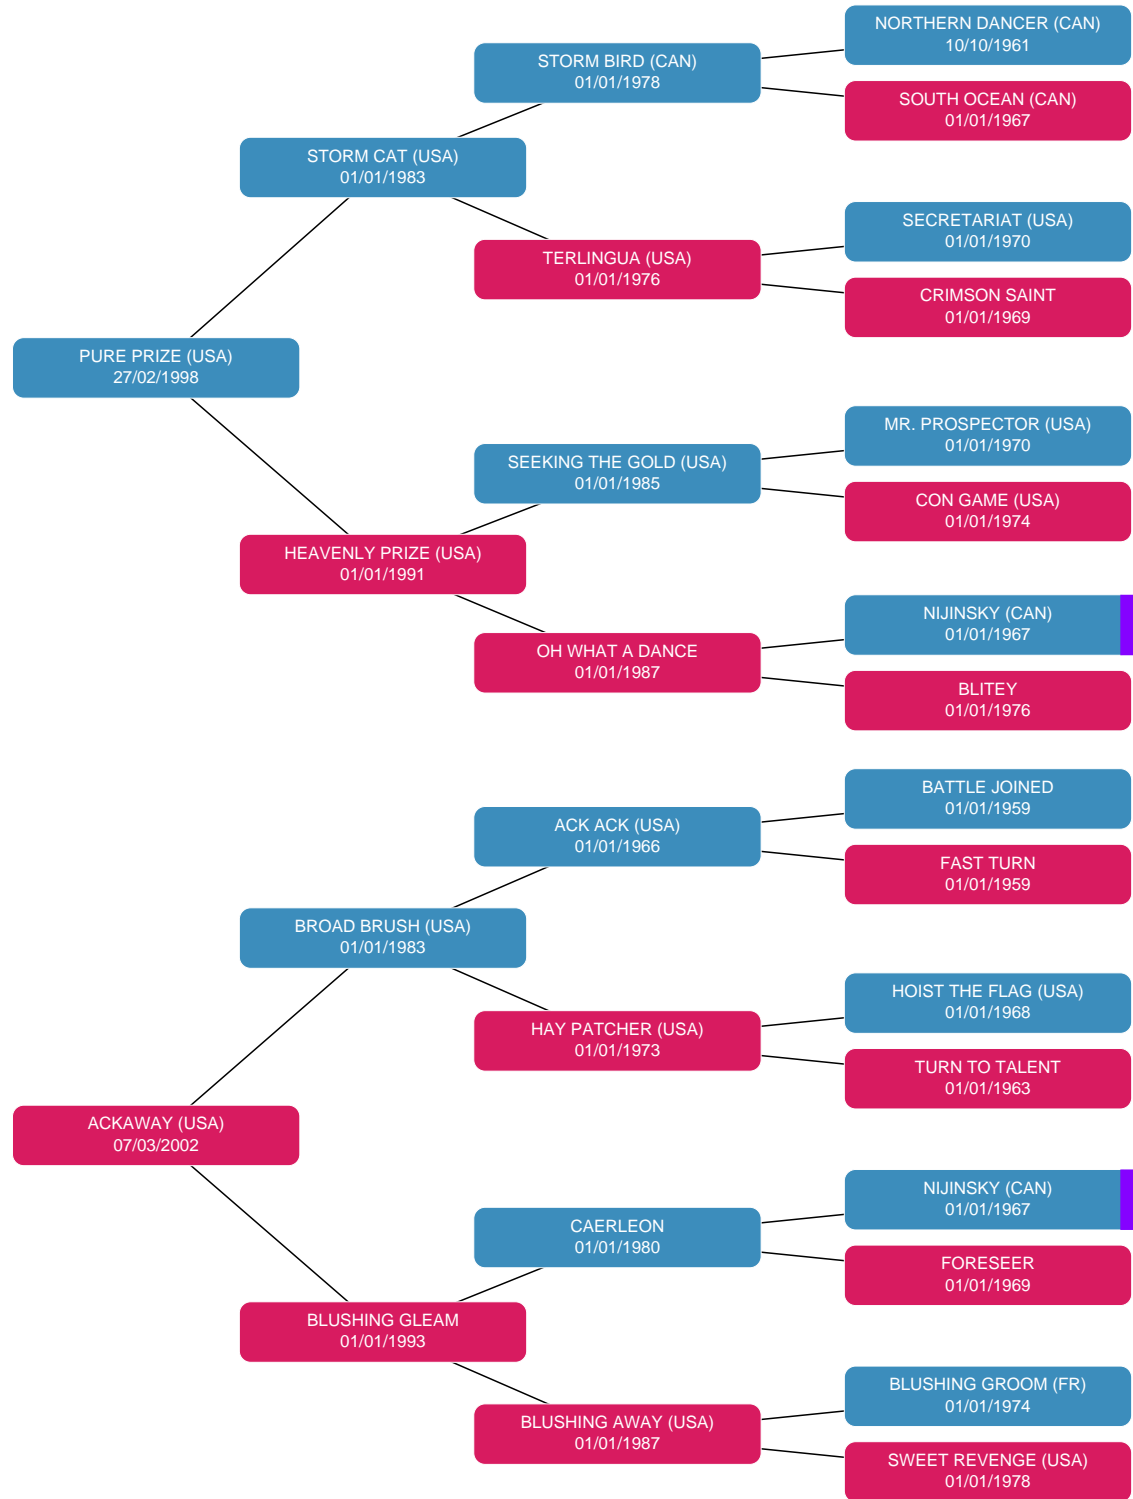 NORTHERN DANCER (CAN)
10/10/1961
STORM BIRD (CAN)
01/01/1978
SOUTH OCEAN (CAN)
01/01/1967
STORM CAT (USA)
01/01/1983
SECRETARIAT (USA)
01/01/1970
TERLINGUA (USA)
01/01/1976
CRIMSON SAINT
01/01/1969
PURE PRIZE (USA)
27/02/1998
MR. PROSPECTOR (USA)
01/01/1970
SEEKING THE GOLD (USA)
01/01/1985
CON GAME (USA)
01/01/1974
HEAVENLY PRIZE (USA)
01/01/1991
NIJINSKY (CAN)
01/01/1967
OH WHAT A DANCE
01/01/1987
BLITEY
01/01/1976
BATTLE JOINED
01/01/1959
ACK ACK (USA)
01/01/1966
FAST TURN
01/01/1959
BROAD BRUSH (USA)
01/01/1983
HOIST THE FLAG (USA)
01/01/1968
HAY PATCHER (USA)
01/01/1973
TURN TO TALENT
01/01/1963
ACKAWAY (USA)
07/03/2002
NIJINSKY (CAN)
01/01/1967
CAERLEON
01/01/1980
FORESEER
01/01/1969
BLUSHING GLEAM
01/01/1993
BLUSHING GROOM (FR)
01/01/1974
BLUSHING AWAY (USA)
01/01/1987
SWEET REVENGE (USA)
01/01/1978